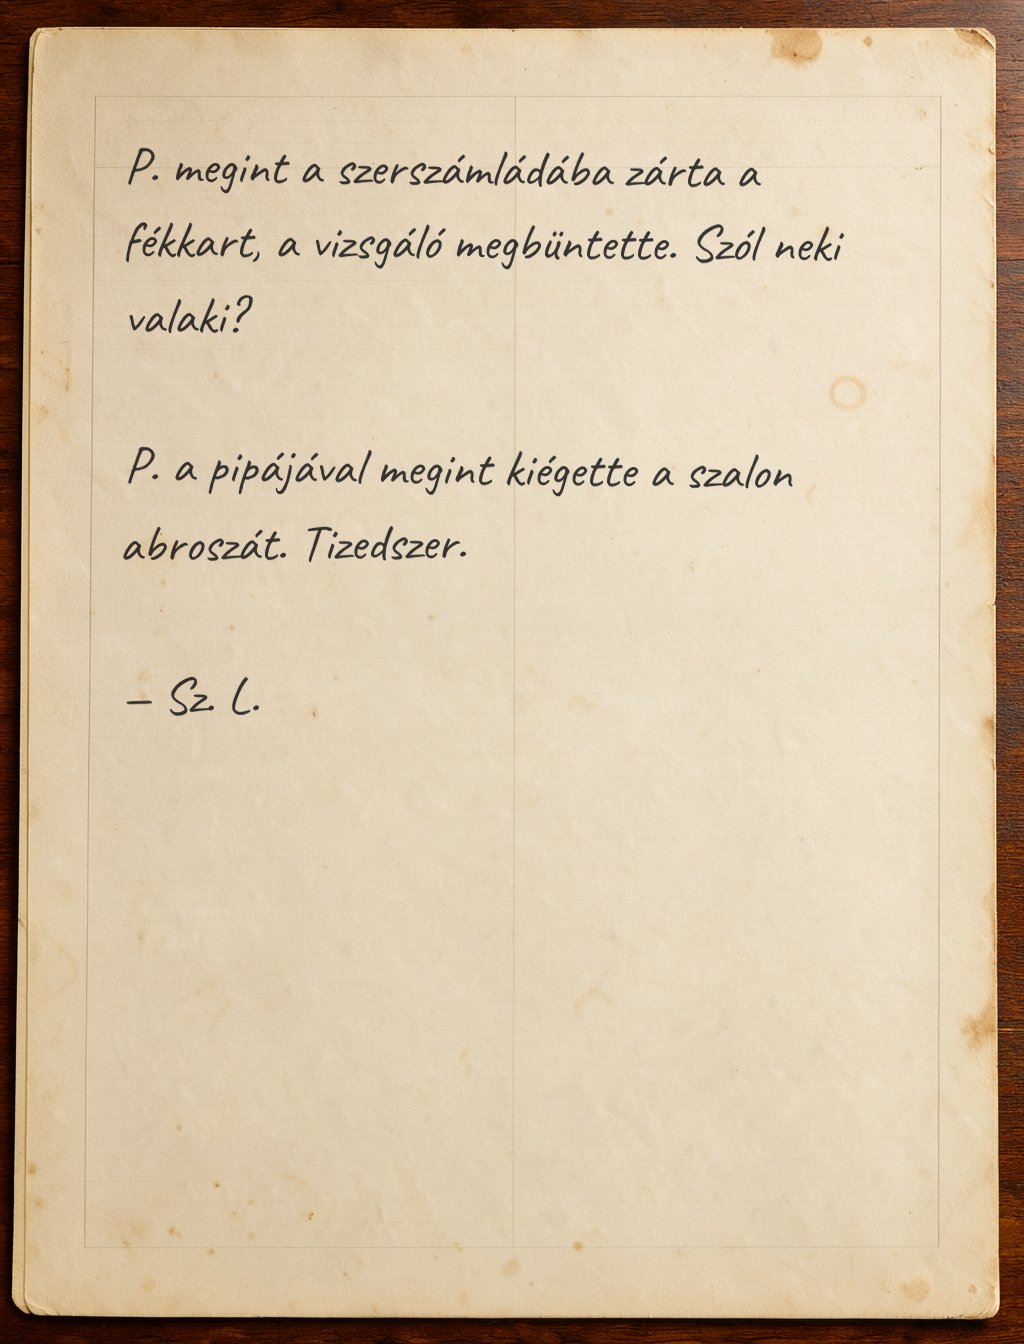 P. megint a szerszámládába zárta a
fékkart, a vizsgáló megbüntette. Szól neki
valaki?
P. a pipájával megint kiégette a szalon
abroszát. Tizedszer.
– Sz. L.